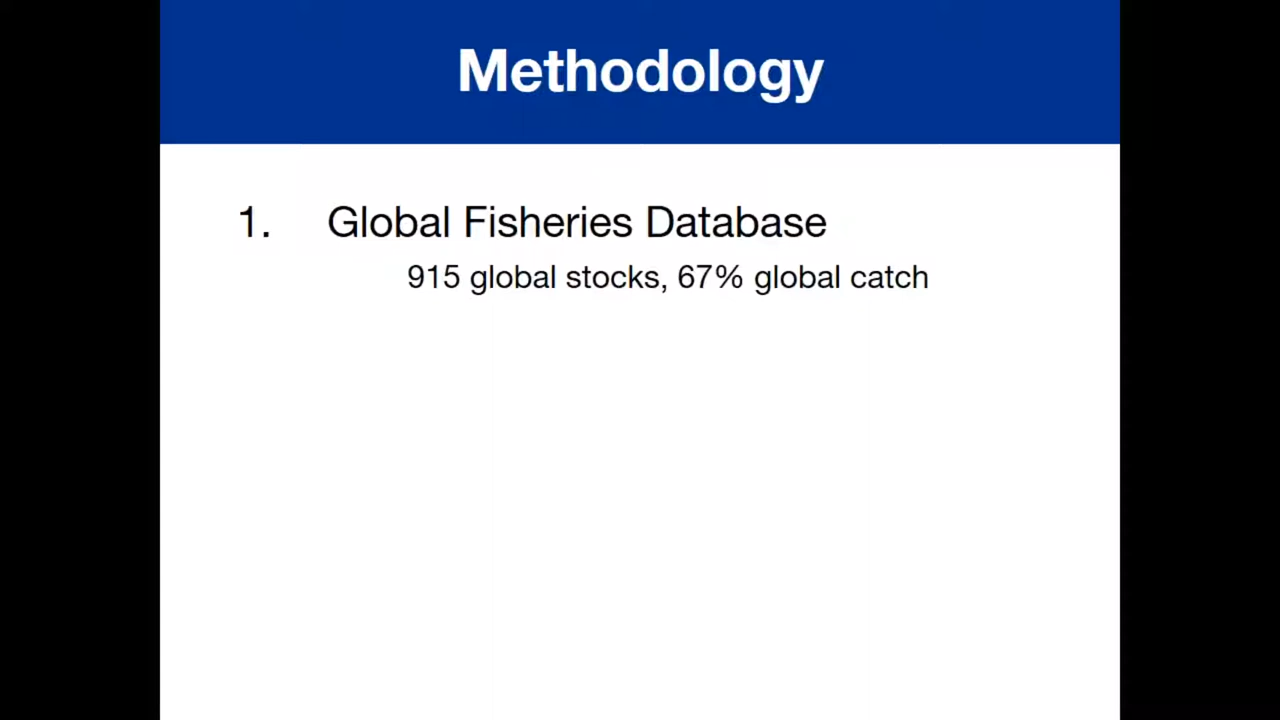 Methodology
1. Global Fisheries Database
915 global stocks, 67% global catch